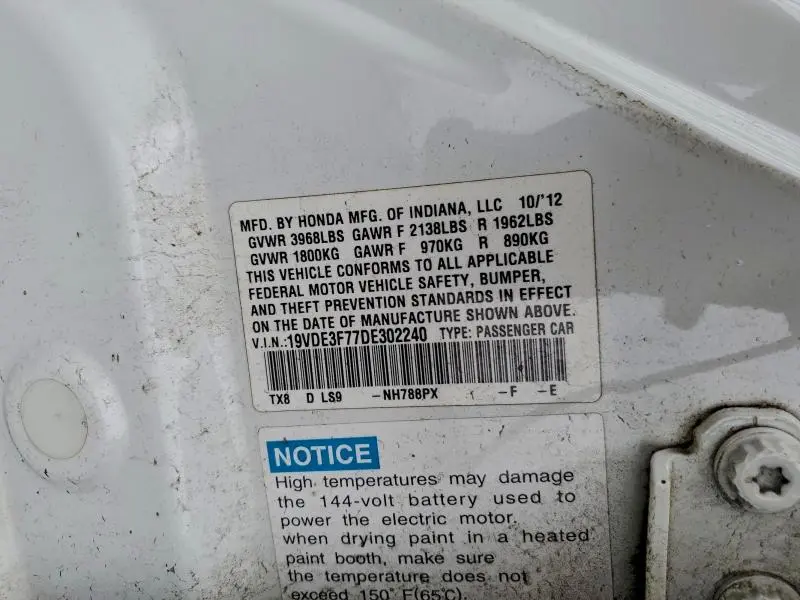 MFD. BY HONDA MFG. OF INDIANA, LLC 10/'12
GVWR 3968LBS GAWR F 2138LBS R 1962LBS
GVWR 1800KG GAWR F 970KG R 890KG
THIS VEHICLE CONFORMS TO ALL APPLICABLE
FEDERAL MOTOR VEHICLE SAFETY, BUMPER,
AND THEFT PREVENTION STANDARDS IN EFFECT
ON THE DATE OF MANUFACTURE SHOWN ABOVE.
V.I.N.:19VDE3F77DE302240 TYPE: PASSENGER CAR
TX8 D LS9 -NH788PX -F -E
NOTICE
High temperatures may damage
the 144-volt battery used to
power the electric motor.
when drying paint in a heated
paint booth, make sure
the temperature does not
exceed 150°F(65°C).